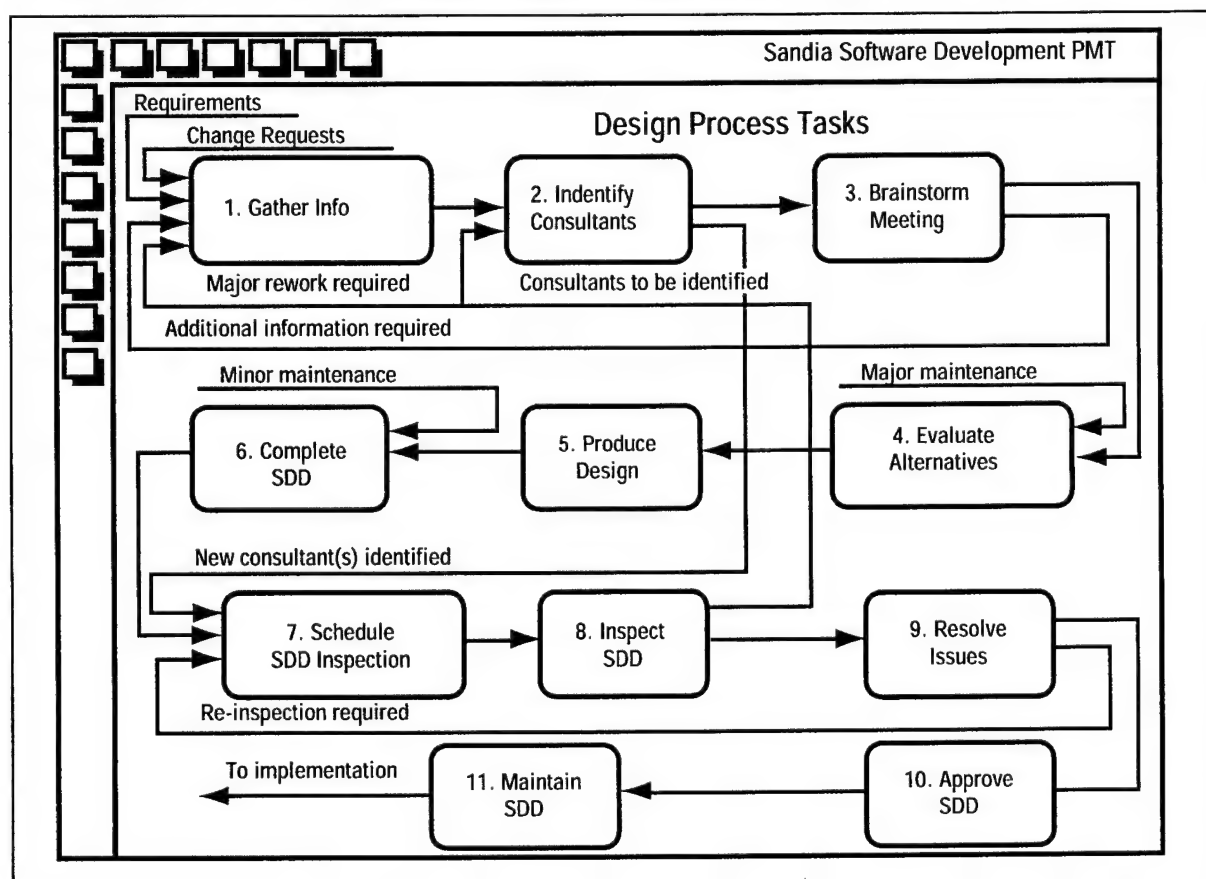 Sandia Software Development PMT
Design Process Tasks
Requirements
Change Requests
1. Gather Info
2. Indentify
Consultants
3. Brainstorm
Meeting
Major rework required
Consultants to be identified
Additional information required
Minor maintenance
Major maintenance
6. Complete
SDD
5. Produce
Design
4. Evaluate
Alternatives
New consultant(s) identified
7. Schedule
SDD Inspection
8. Inspect
SDD
9. Resolve
Issues
Re-inspection required
To implementation
11. Maintain
SDD
10. Approve
SDD